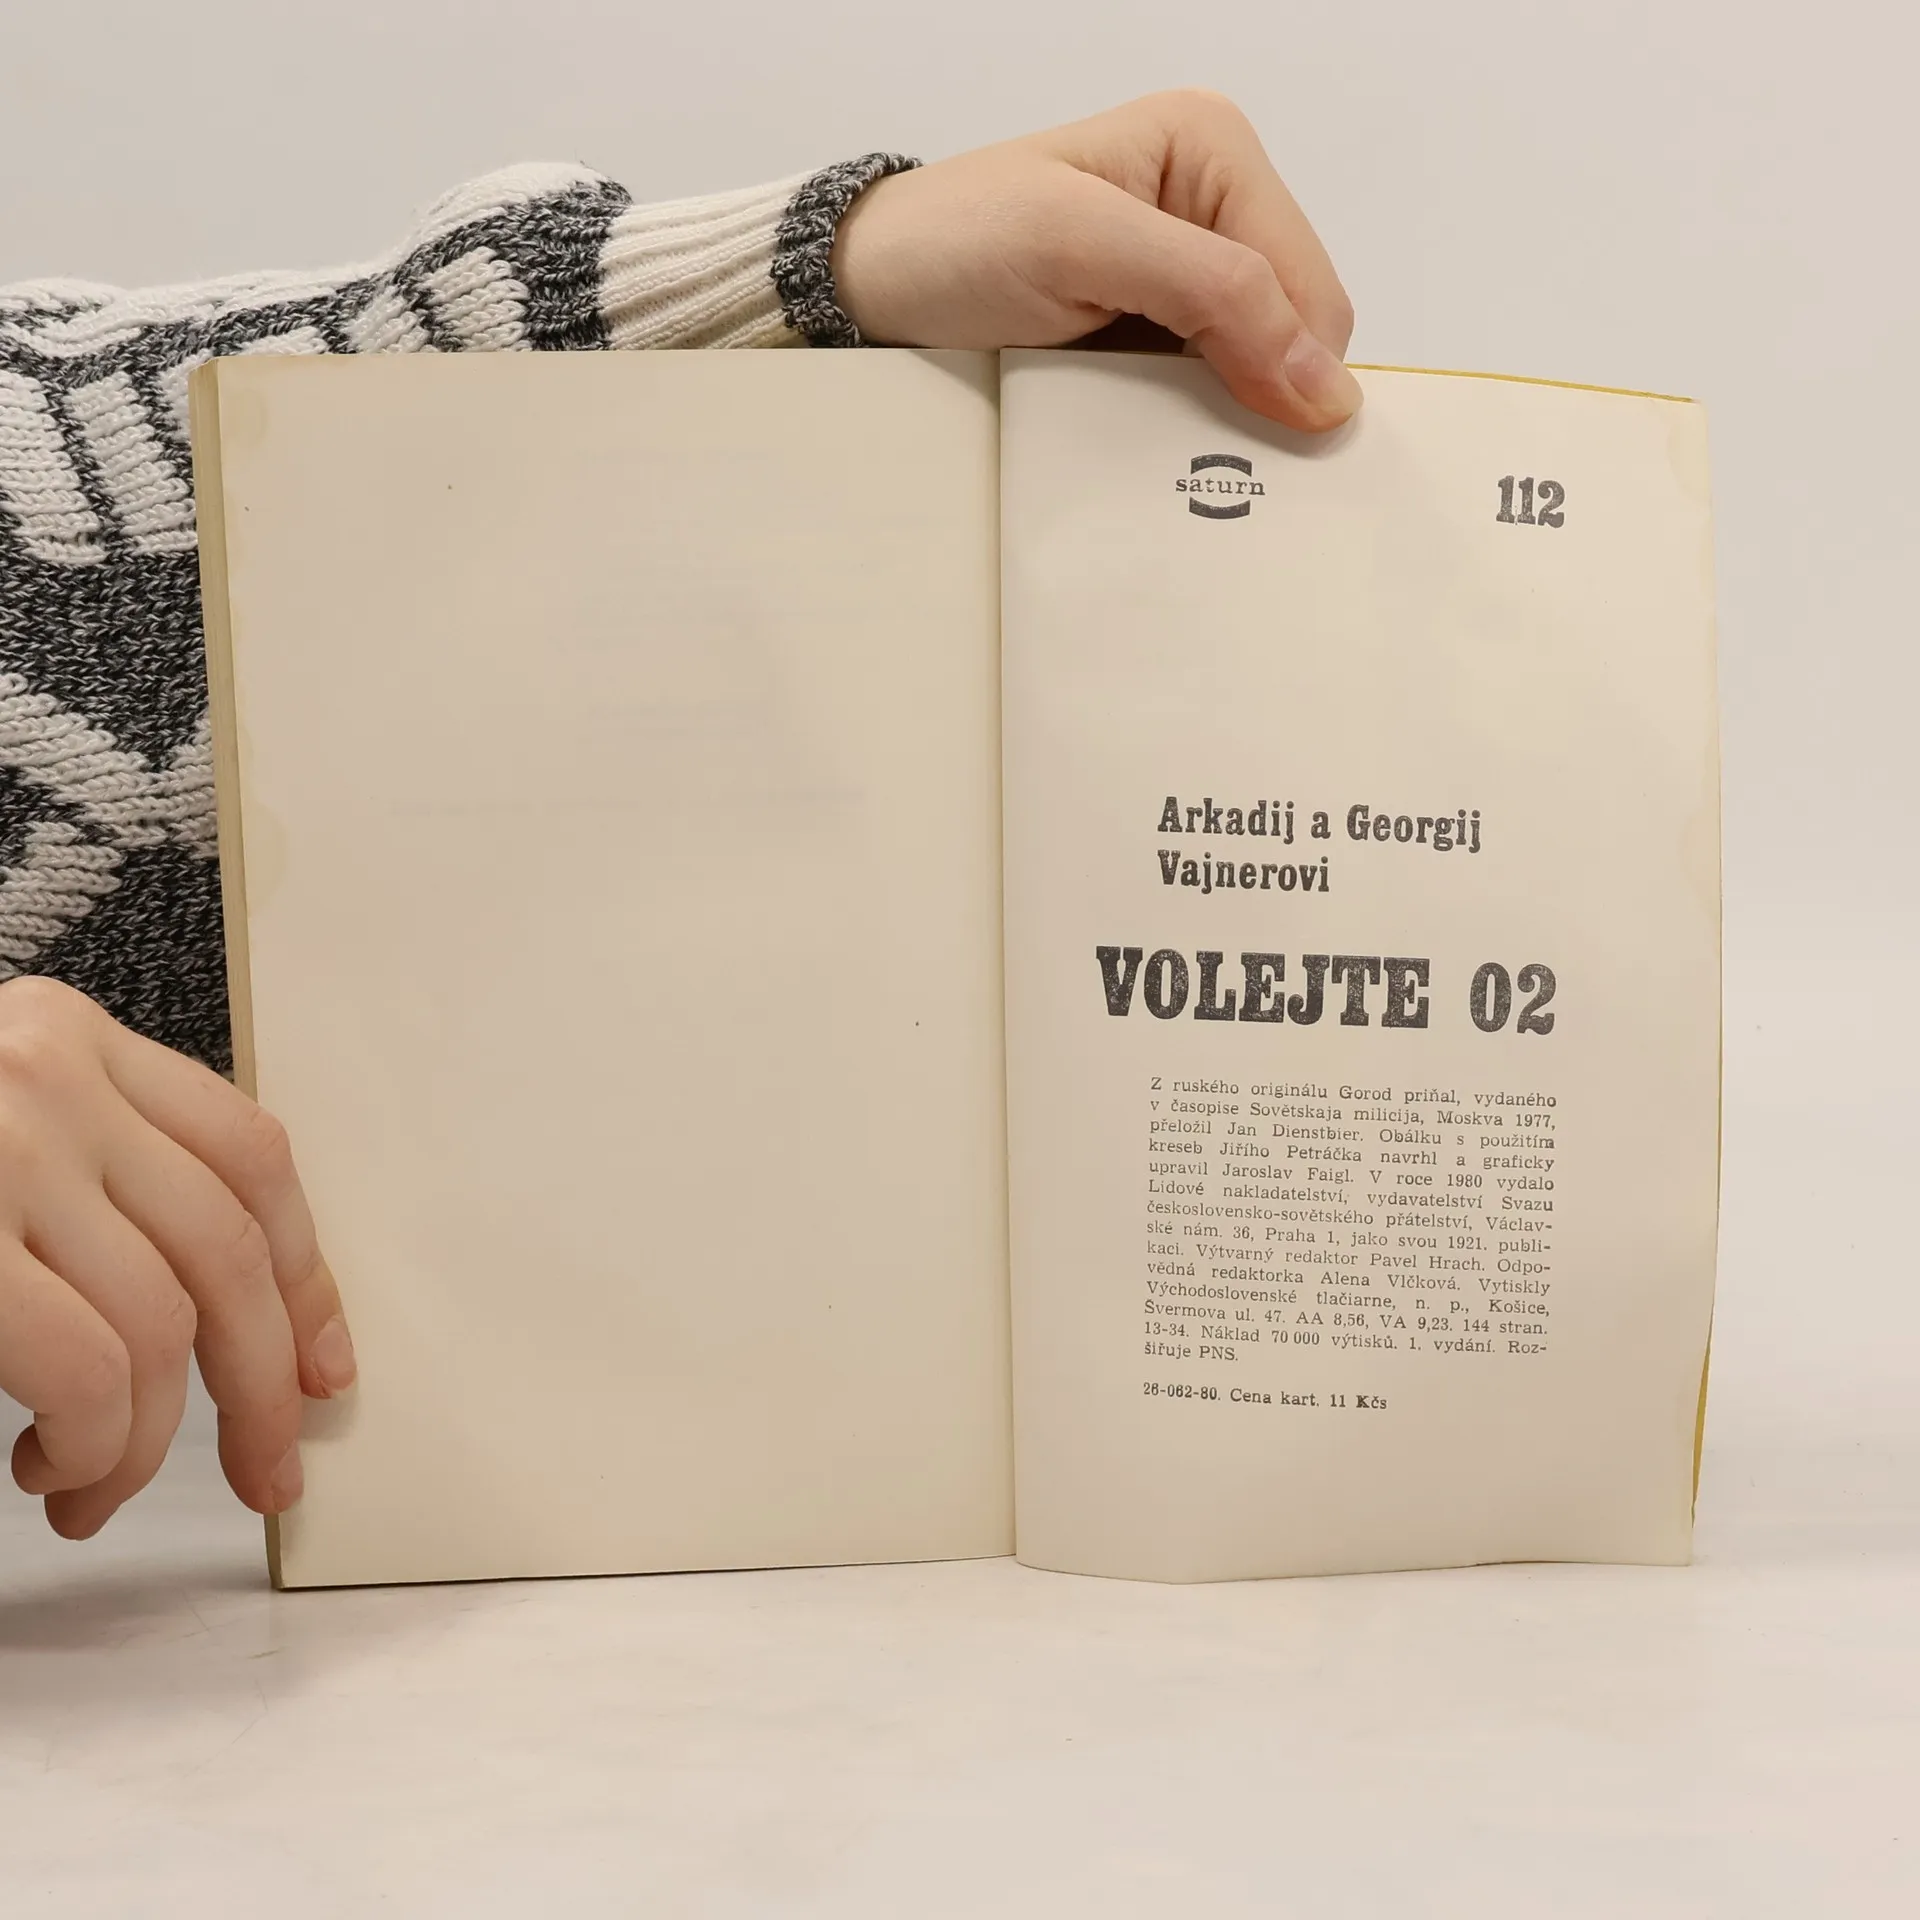 saturn
112
Arkadij a Georgij
Vajnerovi
VOLEJTE 02
Z ruského originálu Gorod priňal, vydaného
v časopise Sovětskaja milicija, Moskva 1977,
přeložil Jan Dienstbier. Obálku s použitím
kreseb Jiřího Petráčka navrhl a graficky
upravil Jaroslav Faigl. V roce 1980 vydalo
Lidové nakladatelství, vydavatelství Svazu
československo-sovětského přátelství, Václav-
ské nám. 36, Praha 1, jako svou 1921. publi-
kaci. Výtvarný redaktor Pavel Hrach. Odpo-
vědná redaktorka Alena Vlčková. Vytiskly
Východoslovenské tlačiarne, n. p., Košice,
Švermova ul. 47. AA 8,56, VA 9,23. 144 stran.
13-34. Náklad 70 000 výtisků. 1. vydání. Roz-
šiřuje PNS.
26-062-80. Cena kart. 11 Kčs